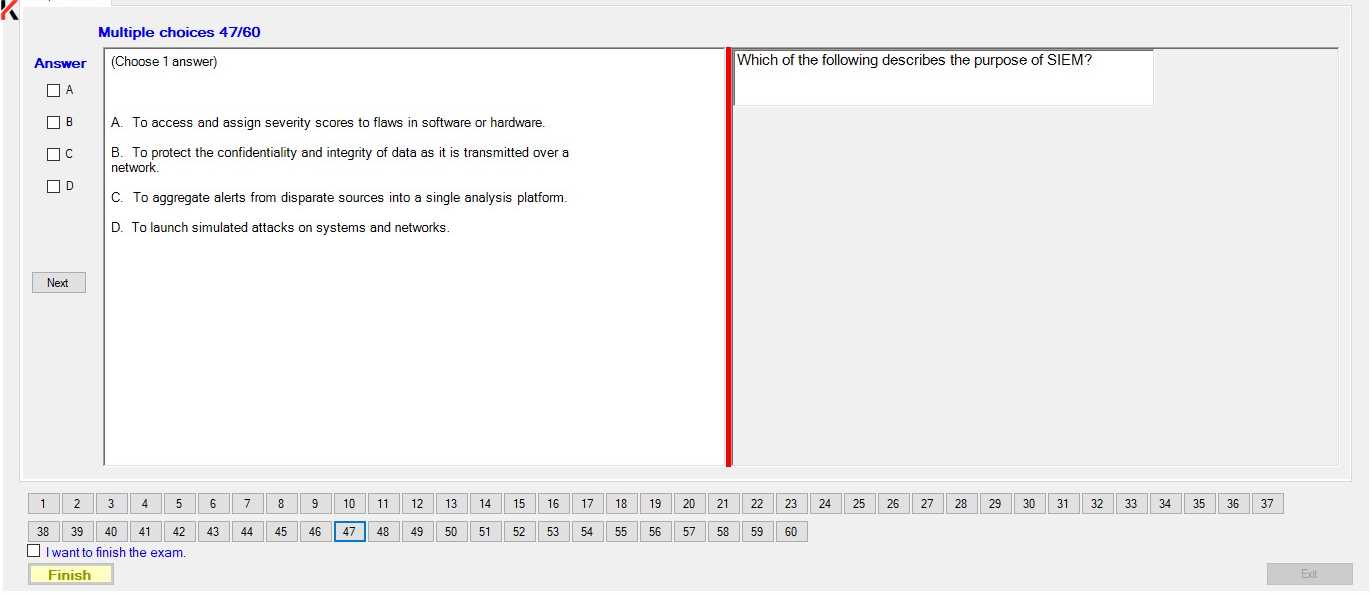 Multiple choices 47/60
Answer
A
B
C
D
Next
(Choose 1 answer)
A. To access and assign severity scores to flaws in software or hardware.
B. To protect the confidentiality and integrity of data as it is transmitted over a
network.
C. To aggregate alerts from disparate sources into a single analysis platform.
D. To launch simulated attacks on systems and networks.
Which of the following describes the purpose of SIEM?
1 2 3 4 5 6 7 8 9 10 11 12 13 14 15 16 17 18 19 20 21 22 23 24 25 26 27 28 29 30 31 32 33 34 35 36 37
38 39 40 41 42 43 44 45 46 47 48 49 50 51 52 53 54 55 56 57 58 59 60
I want to finish the exam.
Finish
Exit